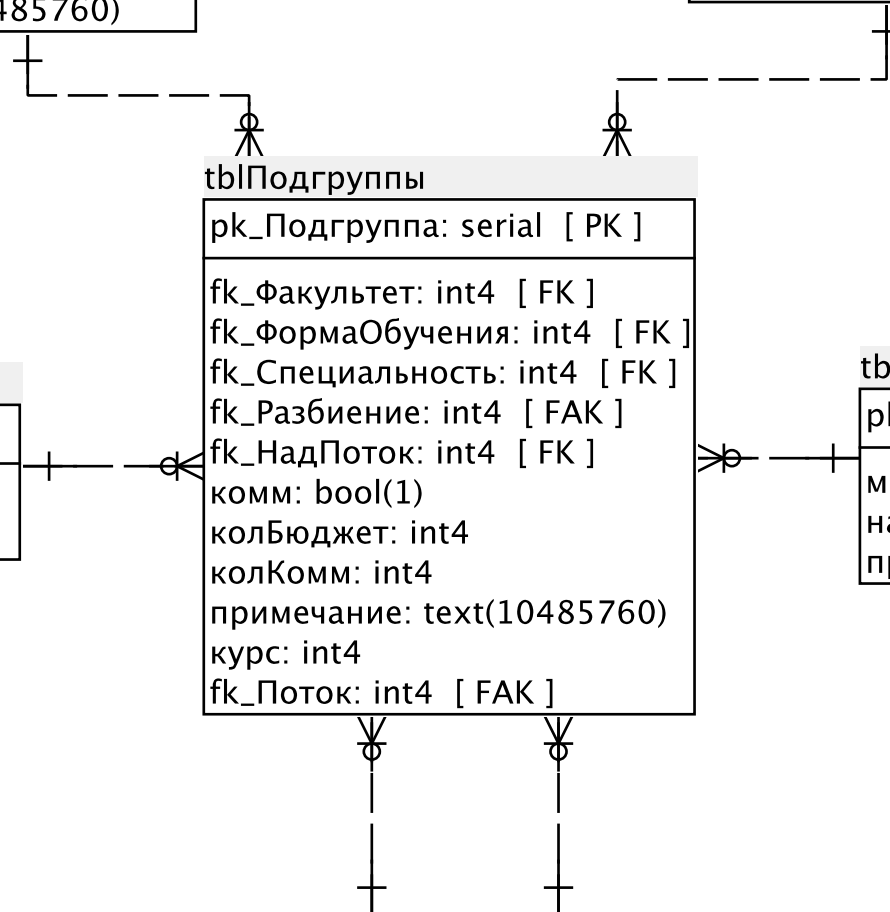 485760)
tblПодгруппы
pk_Подгруппа: serial [ PK ]
fk_Факультет: int4 [ FK ]
fk_ФормаОбучения: int4 [ FK ]
fk_Специальность: int4 [ FK ]
fk_Разбиение: int4 [ FAK ]
fk_НадПоток: int4 [ FK ]
комм: bool(1)
колБюджет: int4
колКомм: int4
примечание: text(10485760)
курс: int4
fk_Поток: int4 [ FAK ]
tb